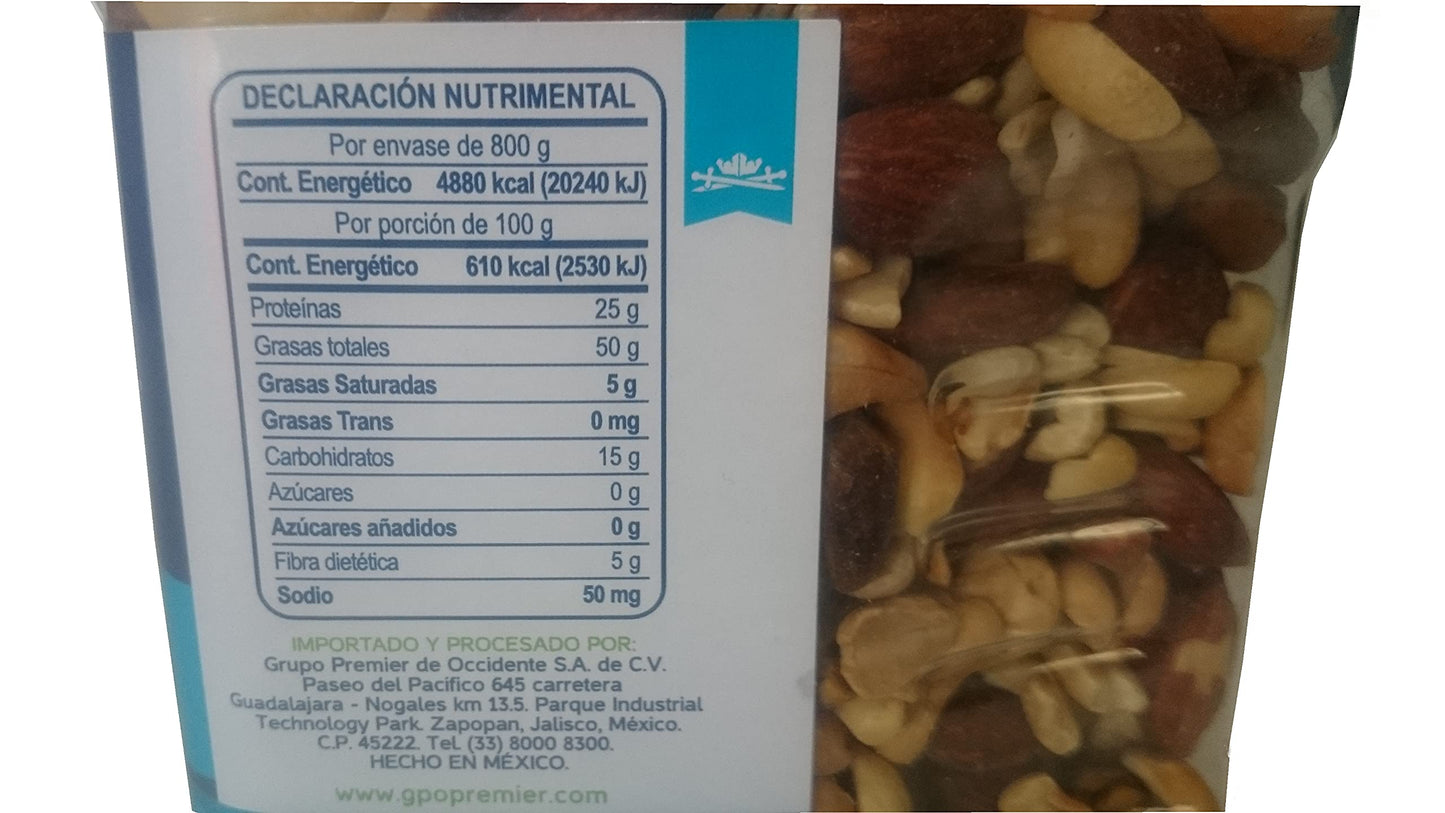 DECLARACIÓN NUTRIMENTAL
Por envase de 800 g
Cont. Energético 4880 kcal (20240 kJ)
Por porción de 100 g
Cont. Energético 610 kcal (2530 kJ)
Proteínas 25 g
Grasas totales 50 g
Grasas Saturadas 5 g
Grasas Trans 0 mg
Carbohidratos 15 g
Azúcares 0 g
Azúcares añadidos 0 g
Fibra dietética 5 g
Sodio 50 mg
IMPORTADO Y PROCESADO POR:
Grupo Premier de Occidente S.A. de C.V.
Paseo del Pacífico 645 carretera
Guadalajara - Nogales km 13.5. Parque Industrial
Technology Park. Zapopan, Jalisco, México.
C.P. 45222. Tel. (33) 8000 8300.
HECHO EN MÉXICO.
www.gpopremier.com